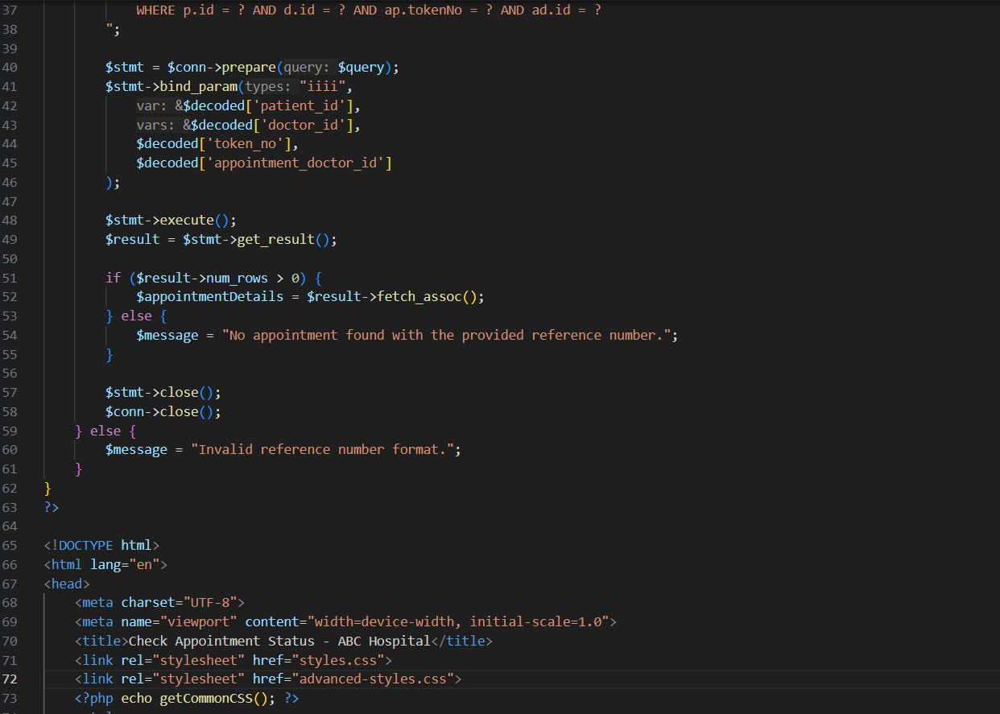 37 WHERE p.id = ? AND d.id = ? AND ap.tokenNo = ? AND ad.id = ?
38 ";
39
40 $stmt = $conn->prepare(query: $query);
41 $stmt->bind_param(types: "iiii",
42 var: &$decoded['patient_id'],
43 vars: &$decoded['doctor_id'],
44 $decoded['token_no'],
45 $decoded['appointment_doctor_id']
46 );
47
48 $stmt->execute();
49 $result = $stmt->get_result();
50
51 if ($result->num_rows > 0) {
52 $appointmentDetails = $result->fetch_assoc();
53 } else {
54 $message = "No appointment found with the provided reference number.";
55 }
56
57 $stmt->close();
58 $conn->close();
59 } else {
60 $message = "Invalid reference number format.";
61 }
62 }
63 ?>
64
65 <!DOCTYPE html>
66 <html lang="en">
67 <head>
68 <meta charset="UTF-8">
69 <meta name="viewport" content="width=device-width, initial-scale=1.0">
70 <title>Check Appointment Status - ABC Hospital</title>
71 <link rel="stylesheet" href="styles.css">
72 <link rel="stylesheet" href="advanced-styles.css">
73 <?php echo getCommonCSS(); ?>